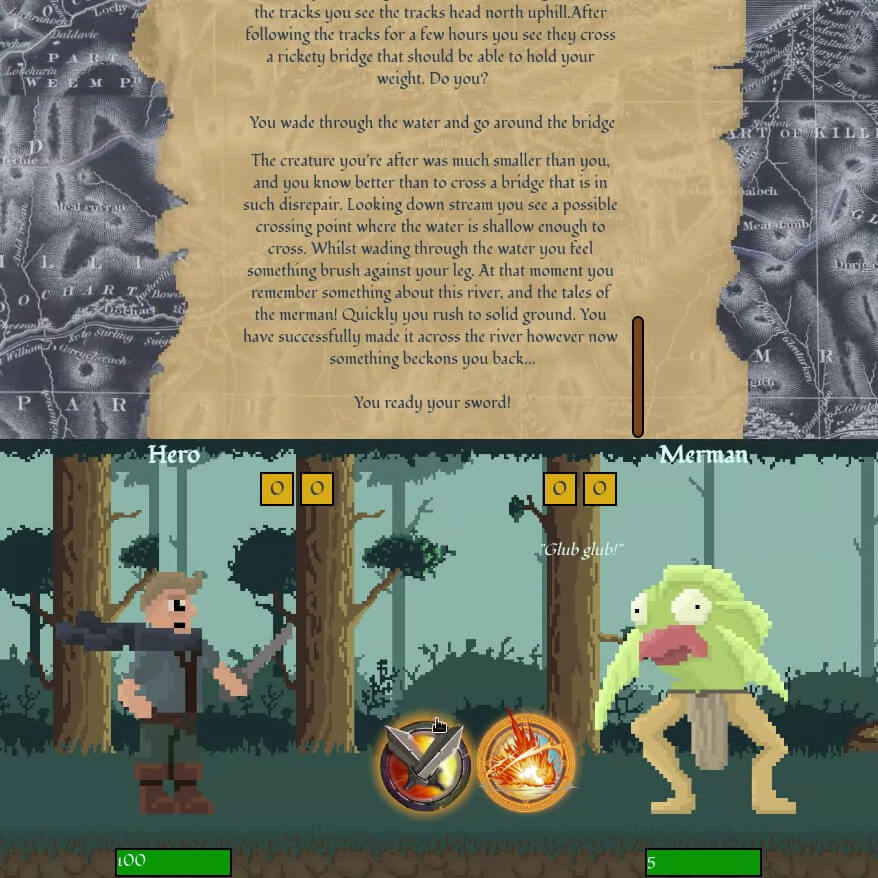 the tracks you see the tracks head north uphill.After
following the tracks for a few hours you see they cross
a rickety bridge that should be able to hold your
weight. Do you?
You wade through the water and go around the bridge
The creature you're after was much smaller than you,
and you know better than to cross a bridge that is in
such disrepair. Looking down stream you see a possible
crossing point where the water is shallow enough to
cross. Whilst wading through the water you feel
something brush against your leg. At that moment you
remember something about this river, and the tales of
the merman! Quickly you rush to solid ground. You
have successfully made it across the river however now
something beckons you back...
You ready your sword!
PART
WEEM P.
ART OF KILL
P A R
Hero
Merman
0 0
0 0
"Glub glub!"
100
5